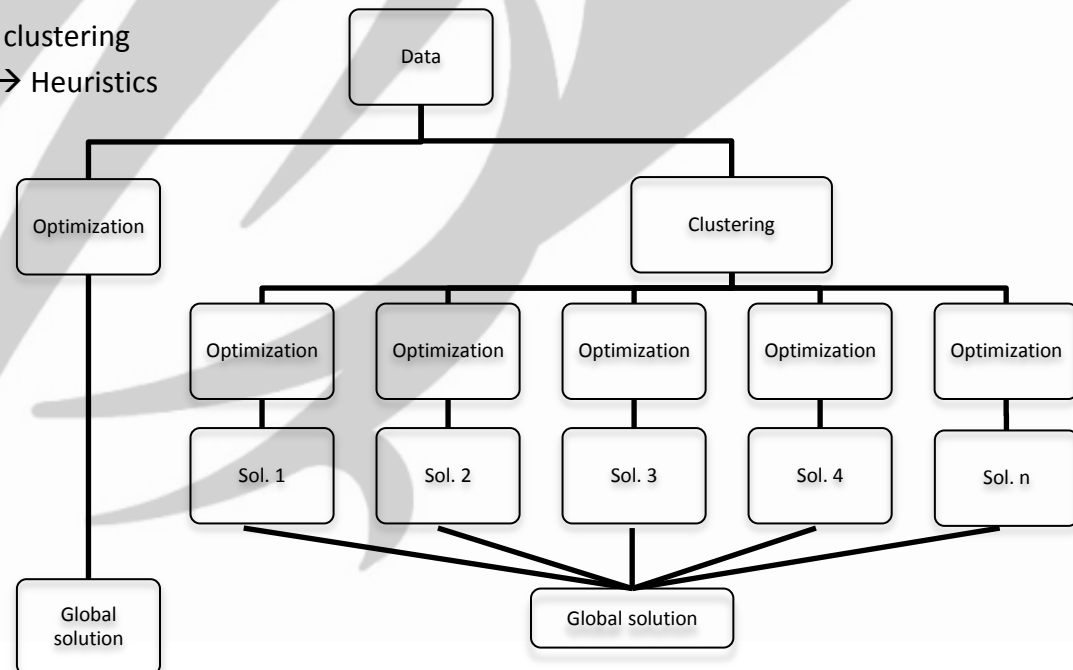 clustering
→ Heuristics
Data
Optimization
Clustering
Optimization
Optimization
Optimization
Optimization
Optimization
Sol. 1
Sol. 2
Sol. 3
Sol. 4
Sol. n
Global
solution
Global solution